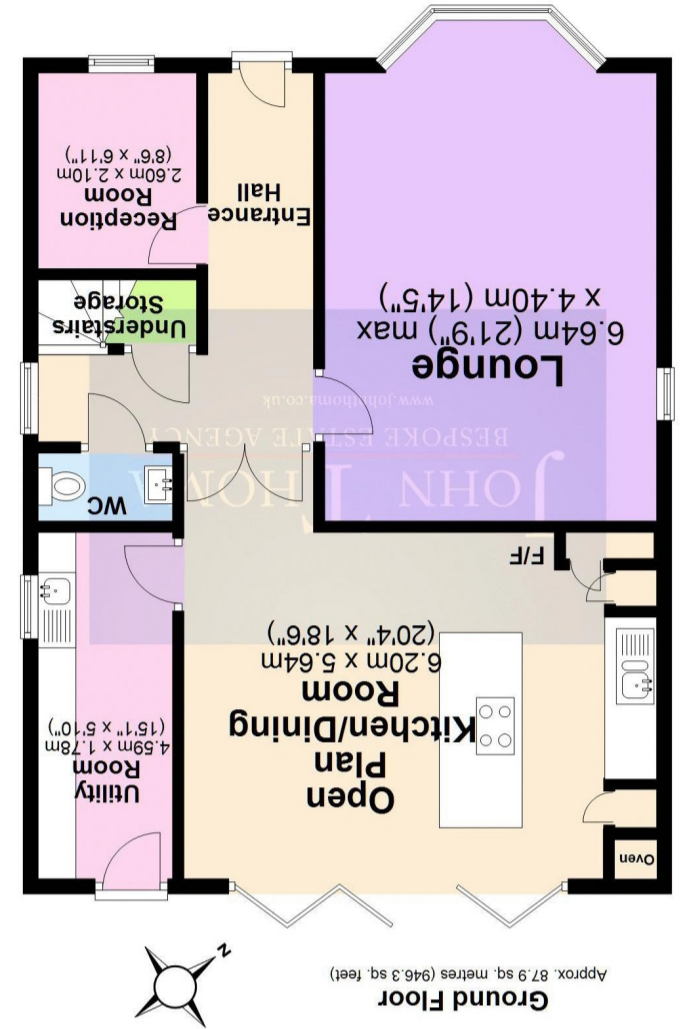 Ground Floor
Approx. 87.9 sq. metres (946.3 sq. feet)
N
Oven
Open
Plan
Kitchen/Dining
Room
6.20m x 5.64m
(20'4" x 18'6")
Utility
Room
4.59m x 1.78m
(15'1" x 5'10")
F/F
WC
JOHN THOMA
BESPOKE ESTATE AGENCY
www.johnthoma.co.uk
Lounge
6.64m (21'9") max
x 4.40m (14'5")
Understairs
Storage
Entrance
Hall
Reception
Room
2.60m x 2.10m
(8'6" x 6'11")